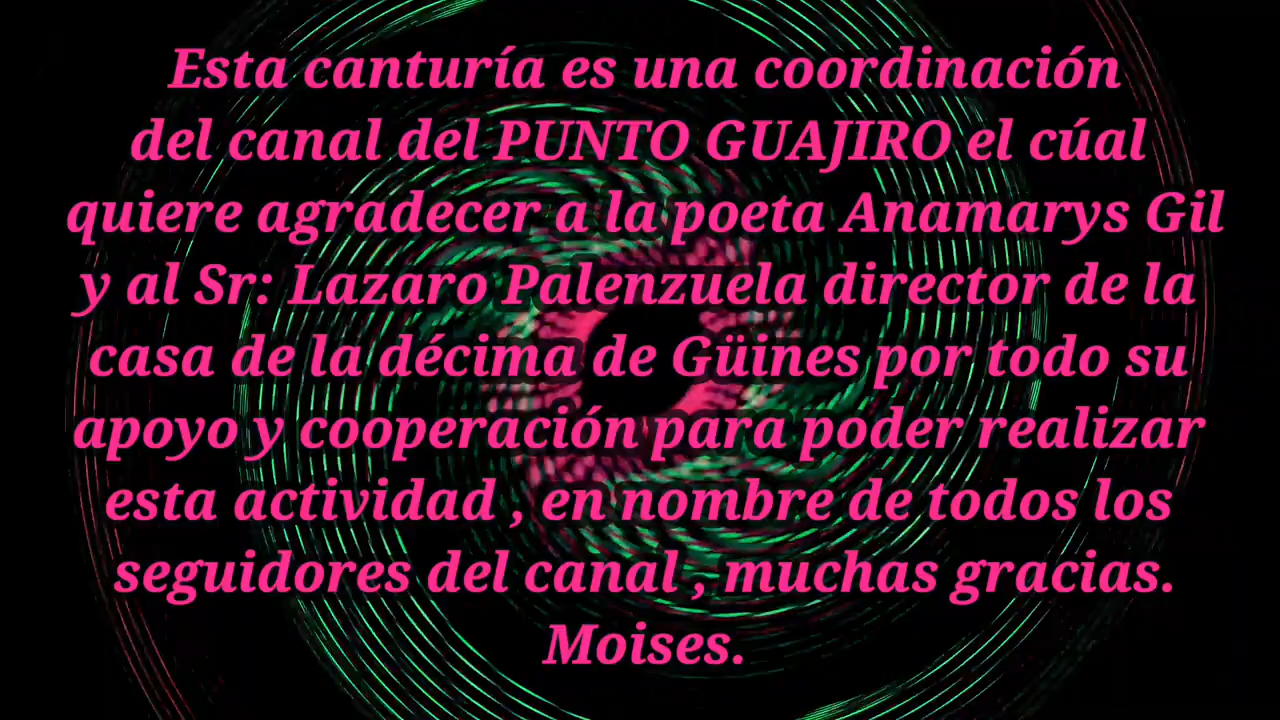 Esta canturía es una coordinación
del canal del PUNTO GUAJIRO el cúal
quiere agradecer a la poeta Anamarys Gil
y al Sr: Lazaro Palenzuela director de la
casa de la décima de Güines por todo su
apoyo y cooperación para poder realizar
esta actividad , en nombre de todos los
seguidores del canal , muchas gracias.
Moises.